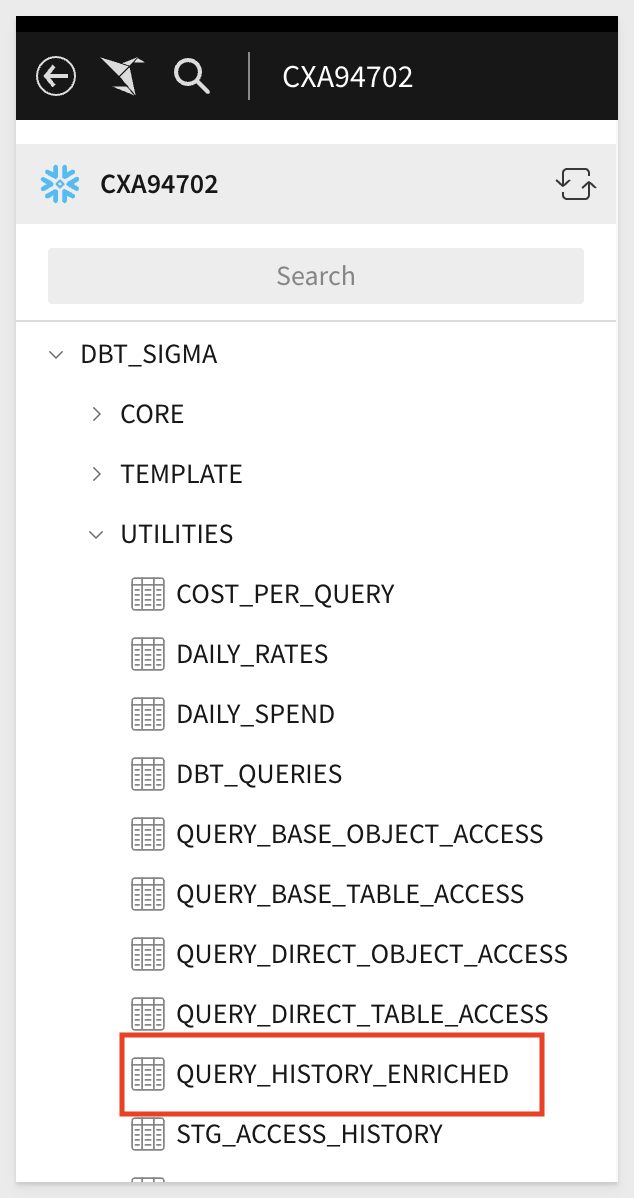 CXA94702
CXA94702
Search
DBT_SIGMA
CORE
TEMPLATE
UTILITIES
COST_PER_QUERY
DAILY_RATES
DAILY_SPEND
DBT_QUERIES
QUERY_BASE_OBJECT_ACCESS
QUERY_BASE_TABLE_ACCESS
QUERY_DIRECT_OBJECT_ACCESS
QUERY_DIRECT_TABLE_ACCESS
QUERY_HISTORY_ENRICHED
STG_ACCESS_HISTORY